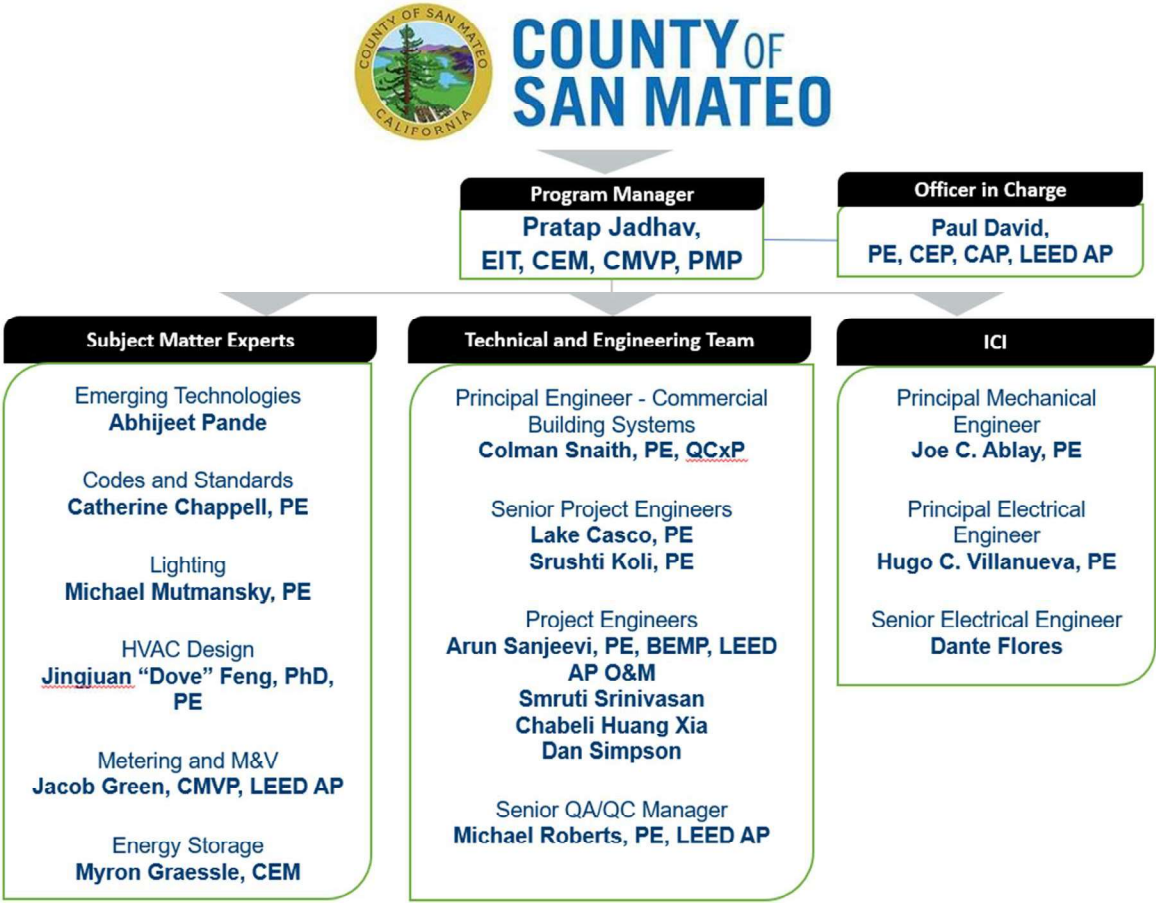 COUNTY OF SAN MATEO
CALIFORNIA
COUNTY OF
SAN MATEO
Program Manager
Pratap Jadhav,
EIT, CEM, CMVP, PMP
Officer in Charge
Paul David,
PE, CEP, CAP, LEED AP
Subject Matter Experts
Emerging Technologies
Abhijeet Pande
Codes and Standards
Catherine Chappell, PE
Lighting
Michael Mutmansky, PE
HVAC Design
Jingjuan “Dove” Feng, PhD,
PE
Metering and M&V
Jacob Green, CMVP, LEED AP
Energy Storage
Myron Graessle, CEM
Technical and Engineering Team
Principal Engineer - Commercial
Building Systems
Colman Snaith, PE, QCxP
Senior Project Engineers
Lake Casco, PE
Srushti Koli, PE
Project Engineers
Arun Sanjeevi, PE, BEMP, LEED
AP O&M
Smruti Srinivasan
Chabeli Huang Xia
Dan Simpson
Senior QA/QC Manager
Michael Roberts, PE, LEED AP
ICI
Principal Mechanical
Engineer
Joe C. Ablay, PE
Principal Electrical
Engineer
Hugo C. Villanueva, PE
Senior Electrical Engineer
Dante Flores